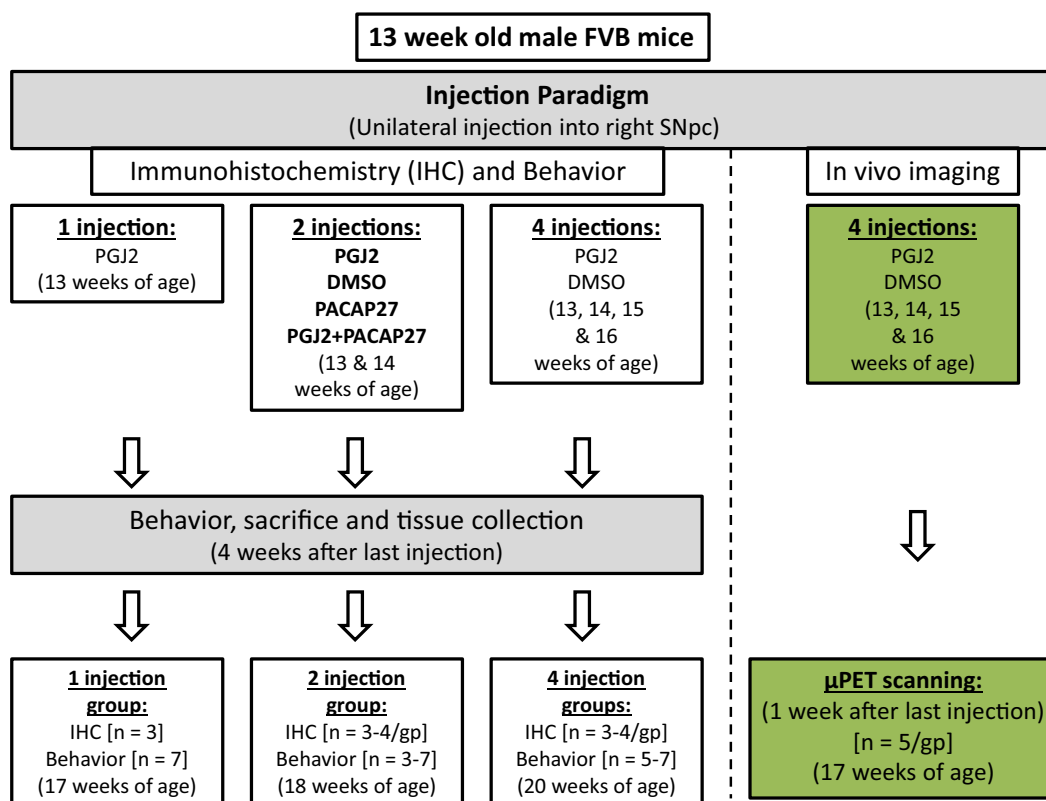 13 week old male FVB mice
Injection Paradigm
(Unilateral injection into right SNpc)
Immunohistochemistry (IHC) and Behavior
In vivo imaging
1 injection:
PGJ2
(13 weeks of age)
2 injections:
PGJ2
DMSO
PACAP27
PGJ2+PACAP27
(13 & 14
weeks of age)
4 injections:
PGJ2
DMSO
(13, 14, 15
& 16
weeks of age)
4 injections:
PGJ2
DMSO
(13, 14, 15
& 16
weeks of age)
Behavior, sacrifice and tissue collection
(4 weeks after last injection)
1 injection
group:
IHC [n = 3]
Behavior [n = 7]
(17 weeks of age)
2 injection
group:
IHC [n = 3-4/gp]
Behavior [n = 3-7]
(18 weeks of age)
4 injection
groups:
IHC [n = 3-4/gp]
Behavior [n = 5-7]
(20 weeks of age)
μPET scanning:
(1 week after last injection)
[n = 5/gp]
(17 weeks of age)